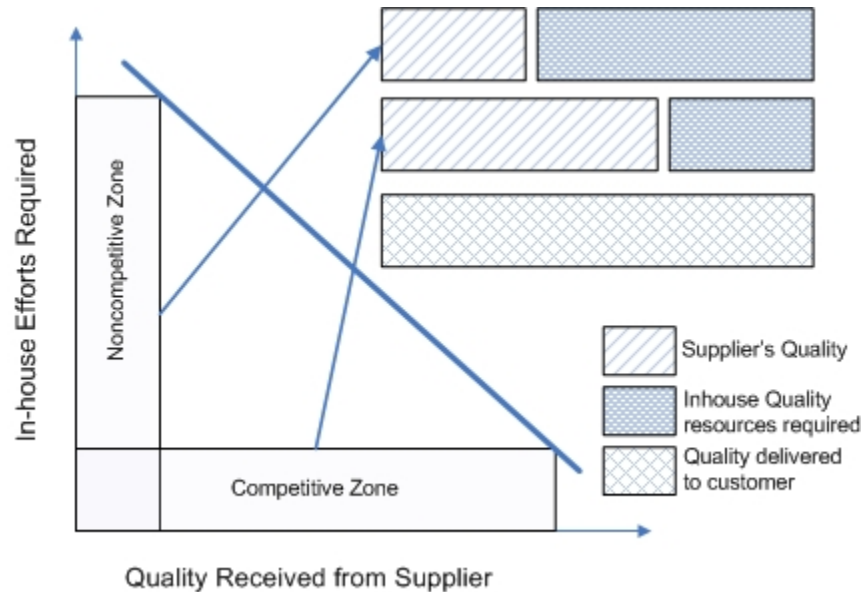 In-house Efforts Required
Noncompetitive Zone
Competitive Zone
Quality Received from Supplier
Supplier's Quality
Inhouse Quality
resources required
Quality delivered
to customer